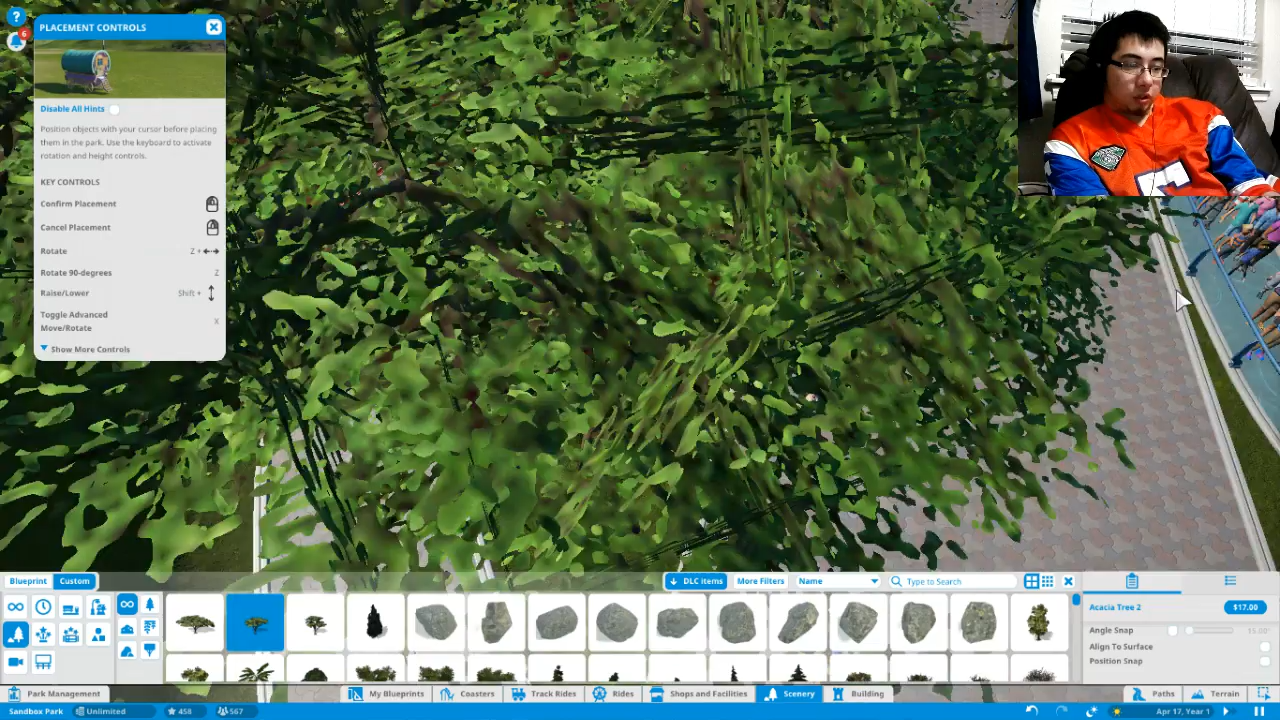 ?
6
PLACEMENT CONTROLS
Disable All Hints
Position objects with your cursor before placing
them in the park. Use the keyboard to activate
rotation and height controls.
KEY CONTROLS
Confirm Placement
Cancel Placement
Rotate Z +
Rotate 90-degrees Z
Raise/Lower Shift +
Toggle Advanced
Move/Rotate X
Show More Controls
Blueprint Custom
DLC Items More Filters Name Type to Search
Acacia Tree 2 $17.00
Angle Snap 15.00°
Align To Surface
Position Snap
Park Management My Blueprints Coasters Track Rides Rides Shops and Facilities Scenery Building Paths Terrain
Sandbox Park Unlimited 458 567 Apr 17, Year 1